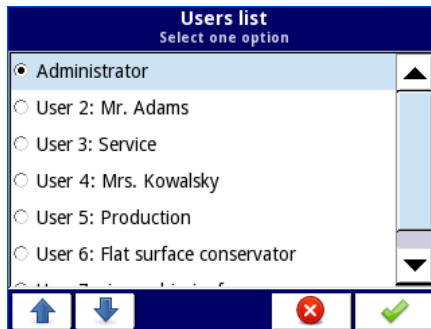 Users list
Select one option
Administrator
User 2: Mr. Adams
User 3: Service
User 4: Mrs. Kowalsky
User 5: Production
User 6: Flat surface conservator